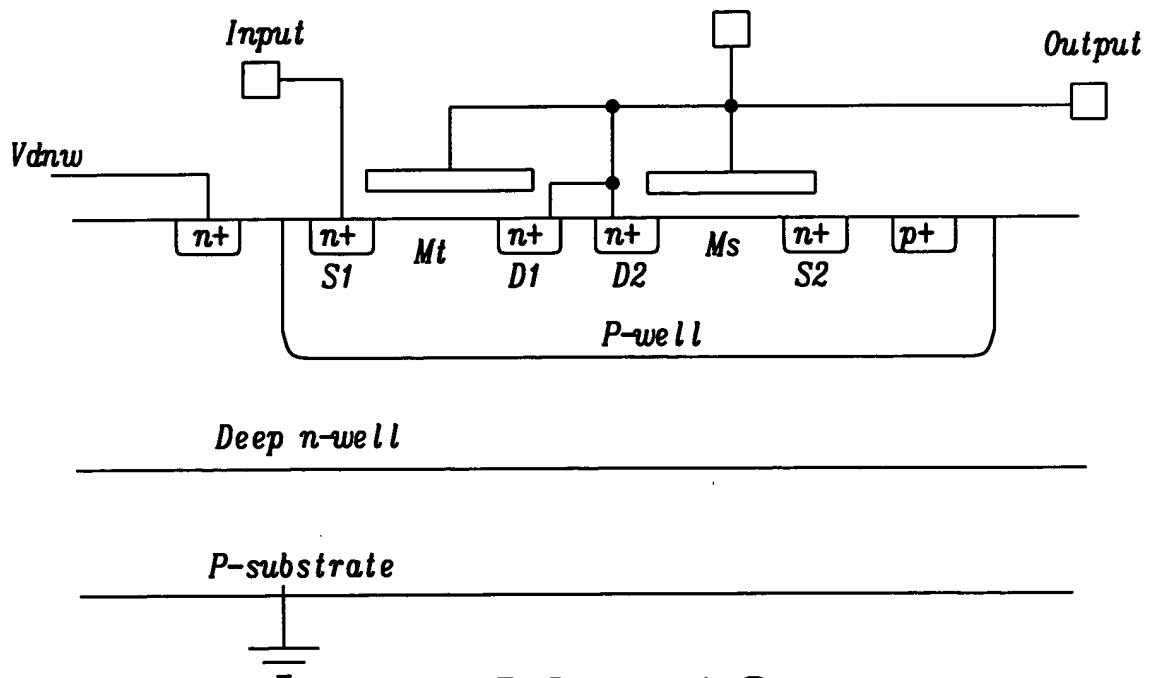 Input
Output
Vdnw
n+
n+
n+
n+
n+
p+
Mt
Ms
S1
D1
D2
S2
P-well
Deep n-well
P-substrate